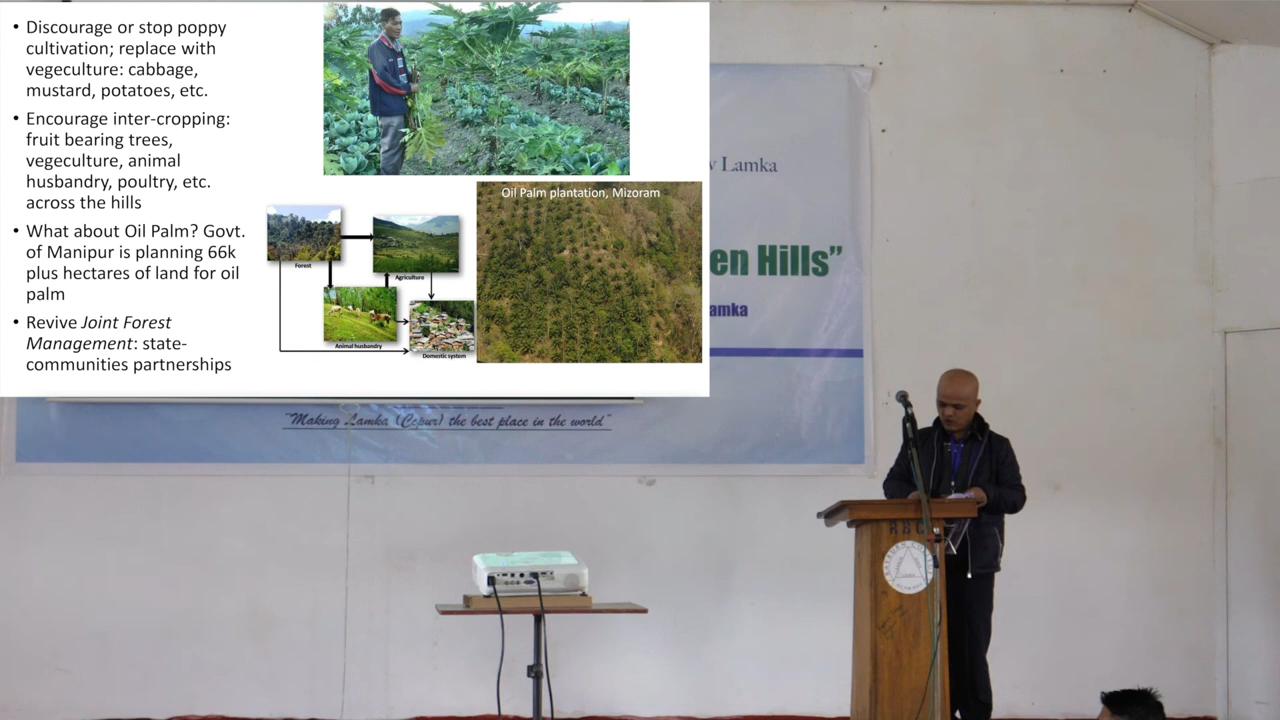 • Discourage or stop poppy
cultivation; replace with
vegeculture: cabbage,
mustard, potatoes, etc.
• Encourage inter-cropping:
fruit bearing trees,
vegeculture, animal
husbandry, poultry, etc.
across the hills
• What about Oil Palm? Govt.
of Manipur is planning 66k
plus hectares of land for oil
palm
• Revive Joint Forest
Management: state-
communities partnerships
Forest
Agriculture
Animal husbandry
Domestic system
Oil Palm plantation, Mizoram
Lamka
en Hills”
amka
"Making Lamka (Ccpur) the best place in the world"
RBC